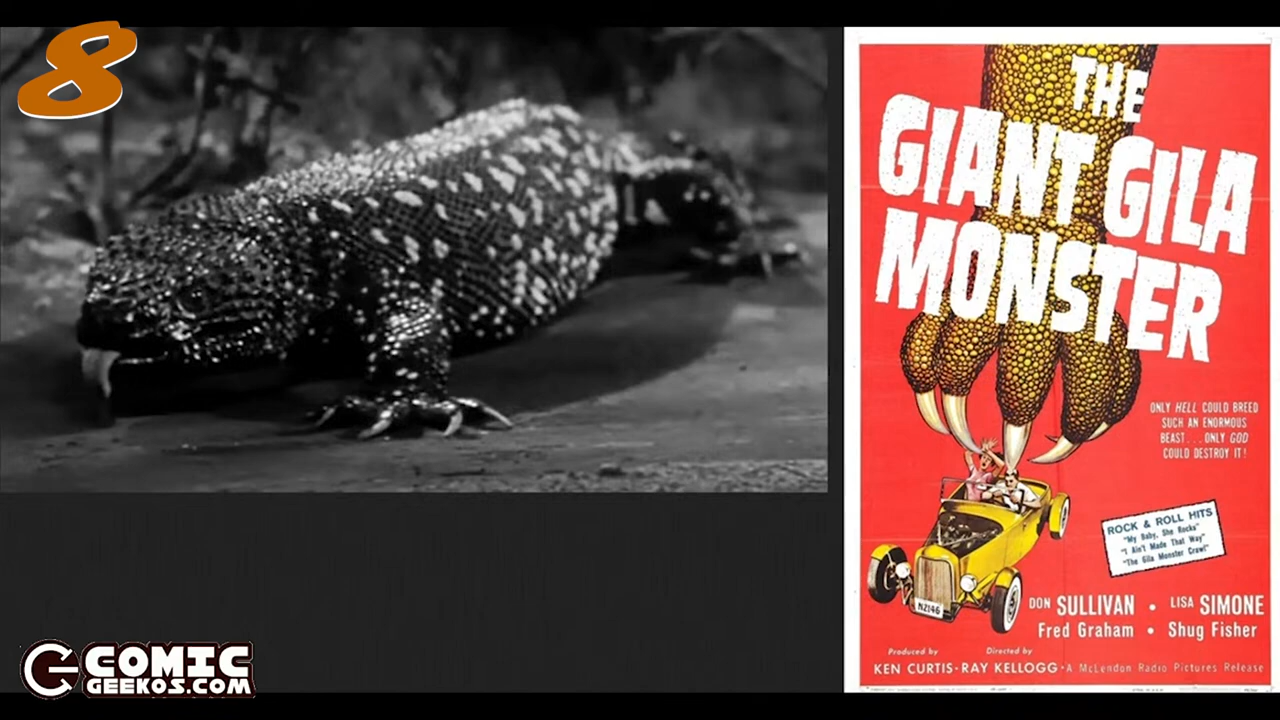 8
THE
GIANT GILA
MONSTER
ONLY HELL COULD BREED
SUCH AN ENORMOUS
BEAST...ONLY GOD
COULD DESTROY IT!
ROCK & ROLL HITS
"My Baby, She Rocks"
"I Ain't Made That Way"
"The Gila Monster Crawl"
N2146
DON SULLIVAN • LISA SIMONE
Fred Graham • Shug Fisher
Produced by Directed by
KEN CURTIS · RAY KELLOGG · A McLendon Radio Pictures Release
COMIC
GEEKOS.COM